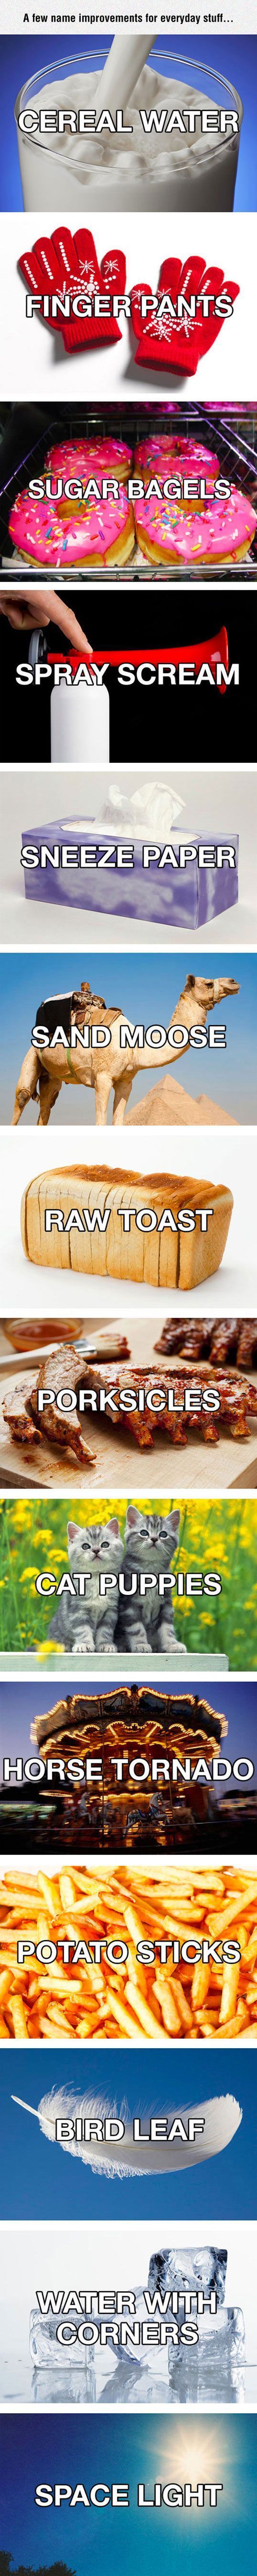 A few name improvements for everyday stuff...
CEREAL WATER
FINGER PANTS
SUGAR BAGELS
SPRAY SCREAM
SNEEZE PAPER
SAND MOOSE
RAW TOAST
PORKSICLES
CAT PUPPIES
HORSE TORNADO
POTATO STICKS
BIRD LEAF
WATER WITH
CORNERS
SPACE LIGHT